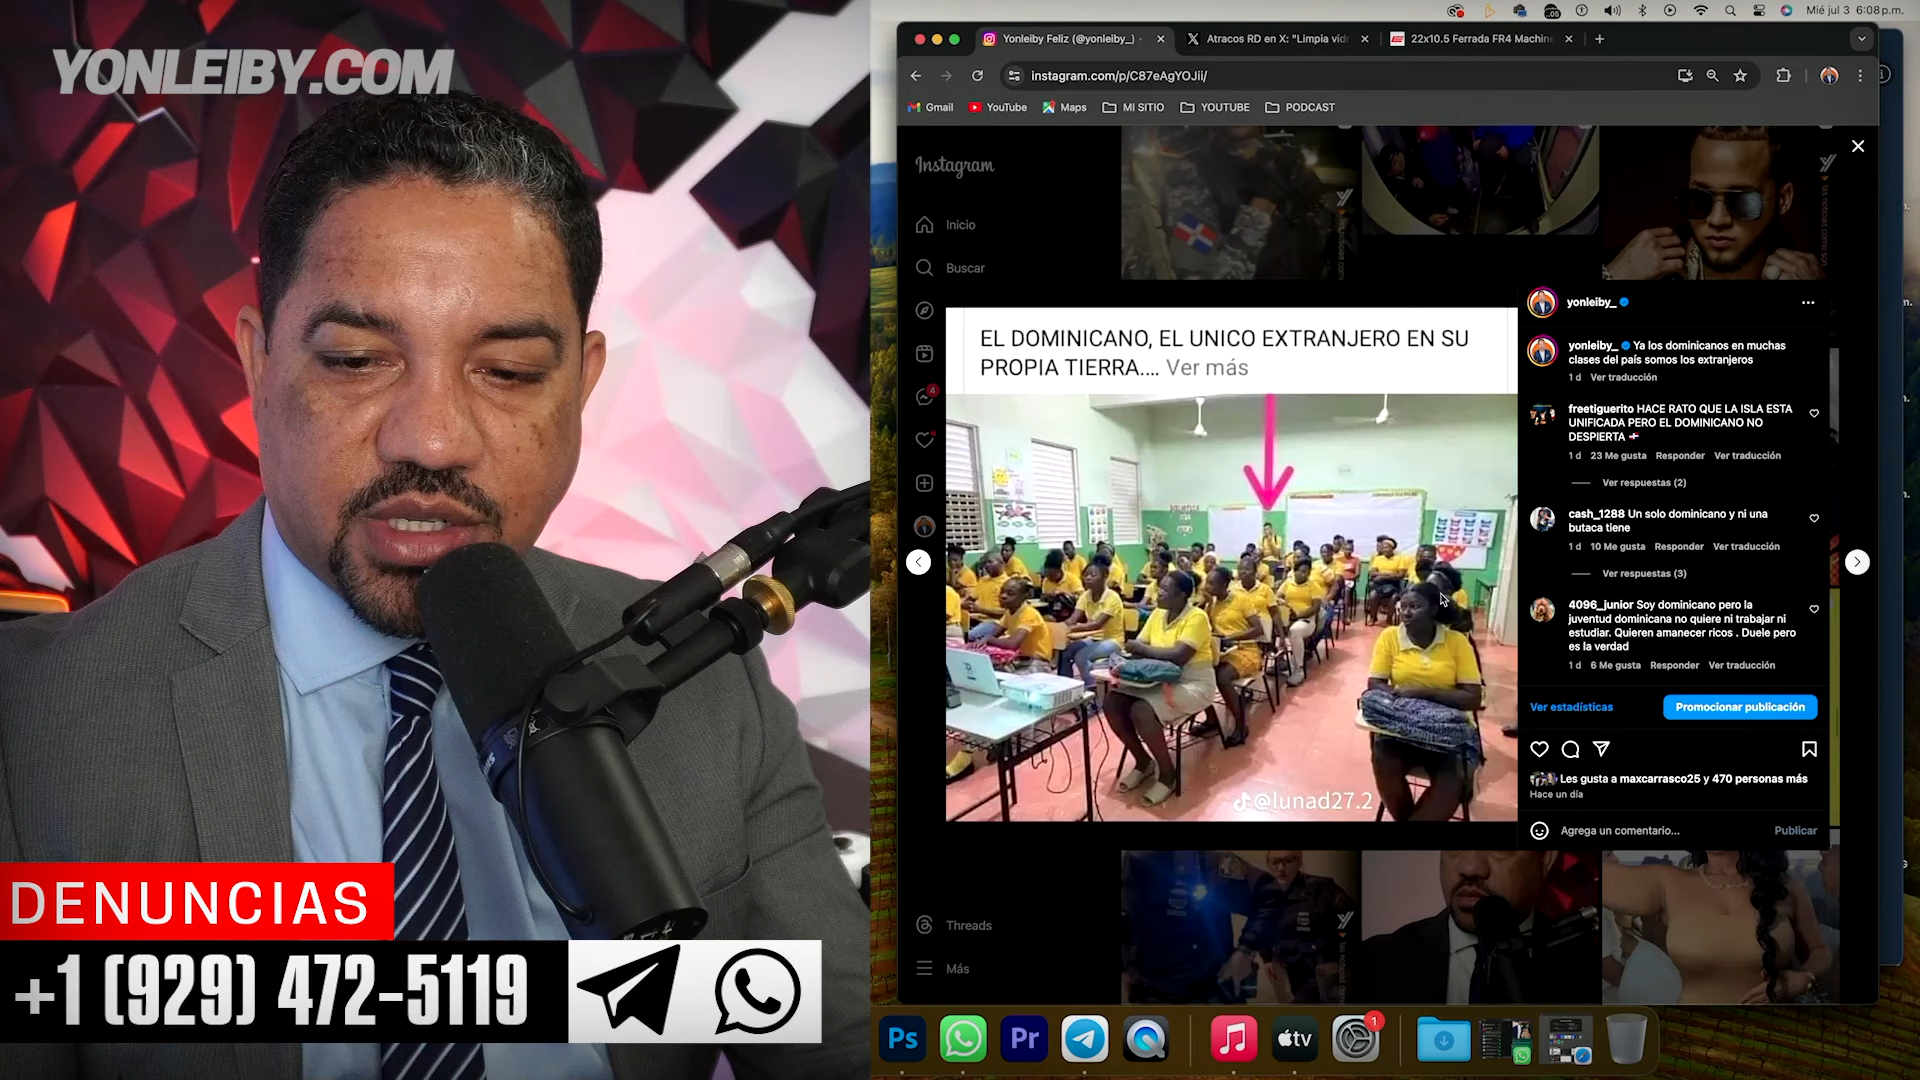 YONLEIBY.COM
DENUNCIAS
+1 (929) 472-5119
Mié jul 3 6:08 p.m.
Yonleiby Feliz (@yonleiby_) ·
Atracos RD en X: "Limpia vidr
22x10.5 Ferrada FR4 Machine
instagram.com/p/C87eAgYOJii/
Gmail
YouTube
Maps
MI SITIO
YOUTUBE
PODCAST
Instagram
Inicio
Buscar
4
Threads
Más
EL DOMINICANO, EL UNICO EXTRANJERO EN SU
PROPIA TIERRA.... Ver más
@lunad27.2
yonleiby_
yonleiby_ Ya los dominicanos en muchas
clases del país somos los extranjeros
1 d Ver traducción
freetiguerito HACE RATO QUE LA ISLA ESTA
UNIFICADA PERO EL DOMINICANO NO
DESPIERTA
1 d 23 Me gusta Responder Ver traducción
Ver respuestas (2)
cash_1288 Un solo dominicano y ni una
butaca tiene
1 d 10 Me gusta Responder Ver traducción
Ver respuestas (3)
4096_junior Soy dominicano pero la
juventud dominicana no quiere ni trabajar ni
estudiar. Quieren amanecer ricos . Duele pero
es la verdad
1 d 6 Me gusta Responder Ver traducción
Ver estadísticas
Promocionar publicación
Les gusta a maxcarrasco25 y 470 personas más
Hace un día
Agrega un comentario...
Publicar
Ps
Pr
tv
1